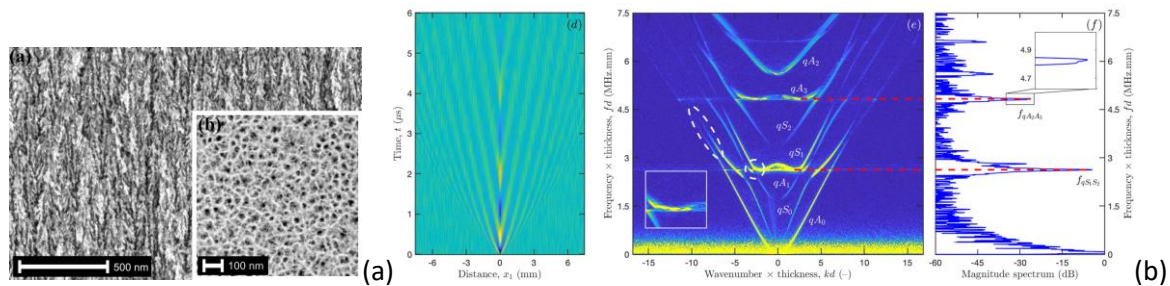 (a)
500 nm
(b)
100 nm
(a)
(d)
Time, t (μs)
6
5
4
3
2
1
0
-6 -4 -2 0 2 4 6
Distance, x₁ (mm)
(e)
Frequency × thickness, fd (MHz.mm)
7.5
6
4.5
3
1.5
0
qA₂
qA₃
qS₂
qS₁
qA₁
qS₀
qA₀
-15 -10 -5 0 5 10 15
Wavenumber × thickness, kd (–)
(f)
4.9
4.7
f_qA₂A₃
f_qS₁S₂
7.5
6
4.5
3
1.5
0
-60 -45 -30 -15 0
Magnitude spectrum (dB)
Frequency × thickness, fd (MHz.mm)
(b)